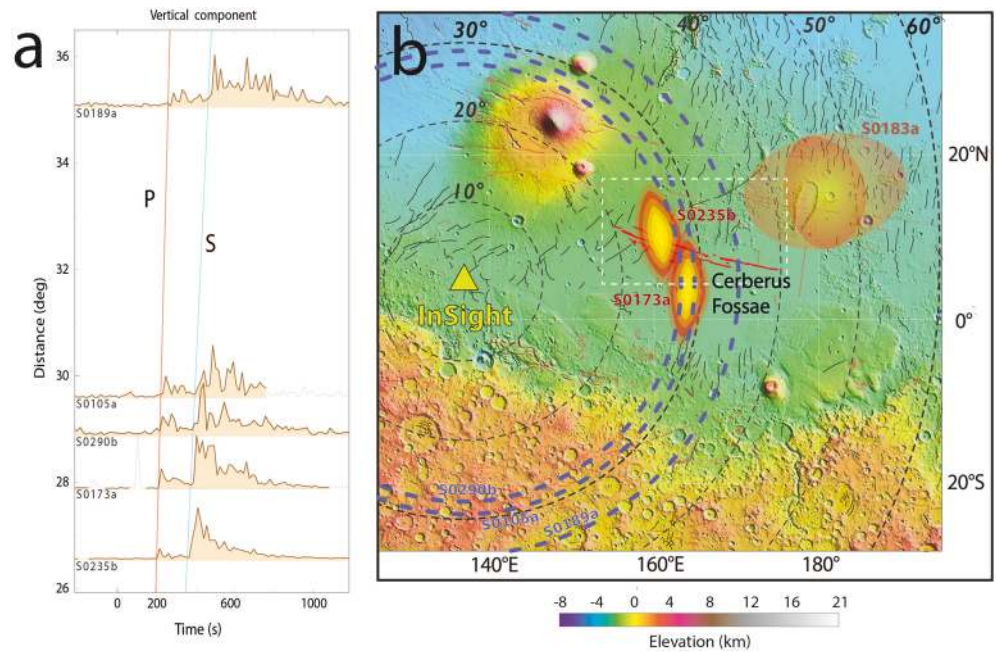 Vertical component
a
36
S0189a
34
P
S
32
30
S0105a
S0290b
28
S0173a
S0235b
26
0
200
600
1000
Time (s)
Distance (deg)
b
30°
40°
50°
60°
20°
10°
S0183a
20°N
S0235b
InSight
S0173a
Cerberus
Fossae
0°
20°S
S0290b
S0189a
140°E
160°E
180°
-8
-4
0
4
8
12
16
21
Elevation (km)